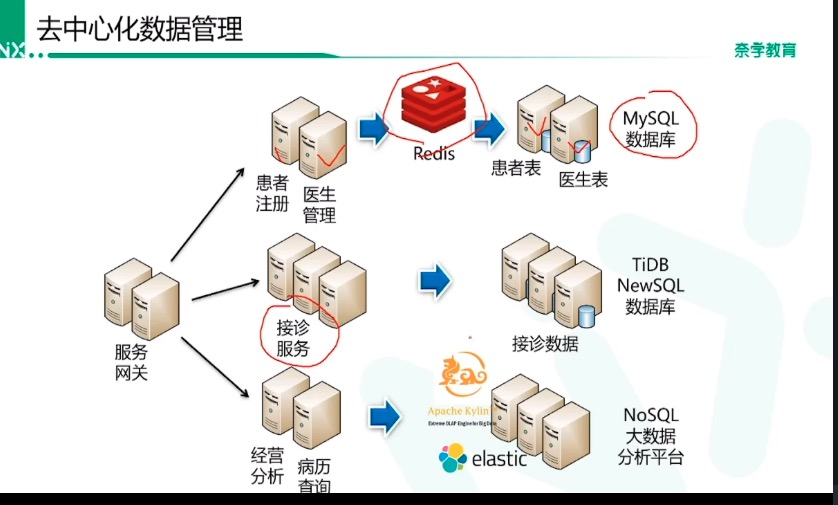 去中心化数据管理
NX
奈学教育
患者
注册
医生
管理
Redis
患者表
医生表
MySQL
数据库
服务
网关
接诊
服务
接诊数据
TiDB
NewSQL
数据库
经营
分析
病历
查询
Apache Kylin
Extreme OLAP Engine for Big Data
elastic
NoSQL
大数据
分析平台